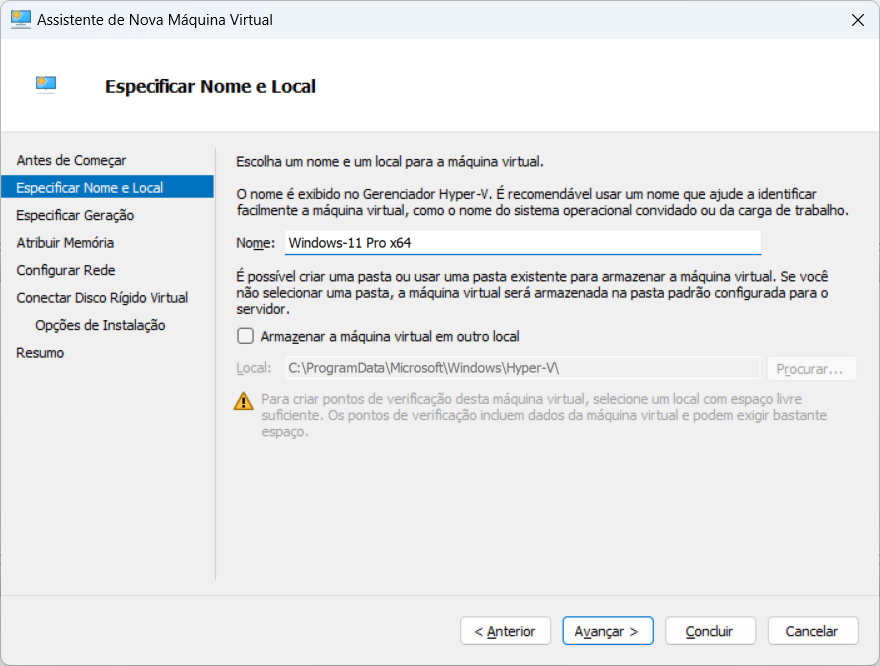 Assistente de Nova Máquina Virtual
Especificar Nome e Local
Antes de Começar
Especificar Nome e Local
Especificar Geração
Atribuir Memória
Configurar Rede
Conectar Disco Rígido Virtual
Opções de Instalação
Resumo
Escolha um nome e um local para a máquina virtual.
O nome é exibido no Gerenciador Hyper-V. É recomendável usar um nome que ajude a identificar
facilmente a máquina virtual, como o nome do sistema operacional convidado ou da carga de trabalho.
Nome: Windows-11 Pro x64
É possível criar uma pasta ou usar uma pasta existente para armazenar a máquina virtual. Se você
não selecionar uma pasta, a máquina virtual será armazenada na pasta padrão configurada para o
servidor.
Armazenar a máquina virtual em outro local
Local: C:\ProgramData\Microsoft\Windows\Hyper-V\ Procurar...
Para criar pontos de verificação desta máquina virtual, selecione um local com espaço livre
suficiente. Os pontos de verificação incluem dados da máquina virtual e podem exigir bastante
espaço.
< Anterior Avançar > Concluir Cancelar